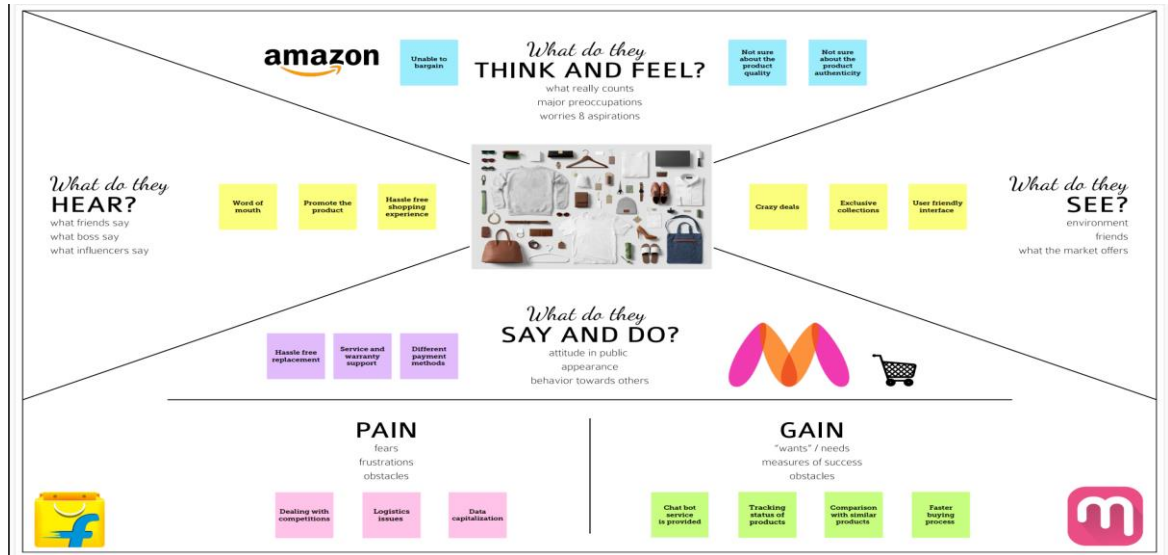 amazon
Unable to
bargain
What do they
THINK AND FEEL?
what really counts
major preoccupations
worries & aspirations
Not sure
about the
product
quality
Not sure
about the
product
authenticity
What do they
HEAR?
what friends say
what boss say
what influencers say
Word of
mouth
Promote the
product
Hassle free
shopping
experience
Crazy deals
Exclusive
collections
User friendly
interface
What do they
SEE?
environment
friends
what the market offers
What do they
SAY AND DO?
attitude in public
appearance
behavior towards others
Hassle free
replacement
Service and
warranty
support
Different
payment
methods
PAIN
fears
frustrations
obstacles
Dealing with
competitions
Logistics
issues
Data
capitalization
GAIN
"wants" / needs
measures of success
obstacles
Chat bot
service
is provided
Tracking
status of
products
Comparison
with similar
products
Faster
buying
process
f
m